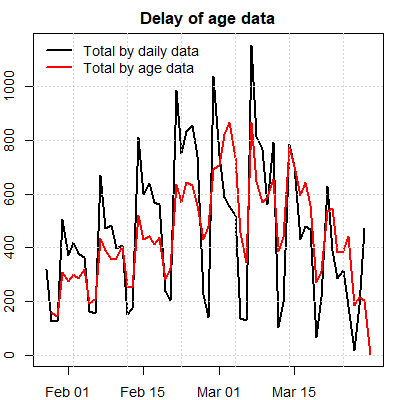 Delay of age data
Total by daily data
Total by age data
1000
800
600
400
200
0
Feb 01 Feb 15 Mar 01 Mar 15